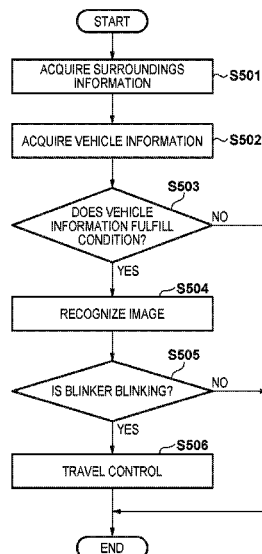 START
ACQUIRE SURROUNDINGS
INFORMATION
S501
ACQUIRE VEHICLE INFORMATION
S502
S503
DOES VEHICLE
INFORMATION FULFILL
CONDITION?
NO
YES
S504
RECOGNIZE IMAGE
S505
IS BLINKER BLINKING?
NO
YES
S506
TRAVEL CONTROL
END